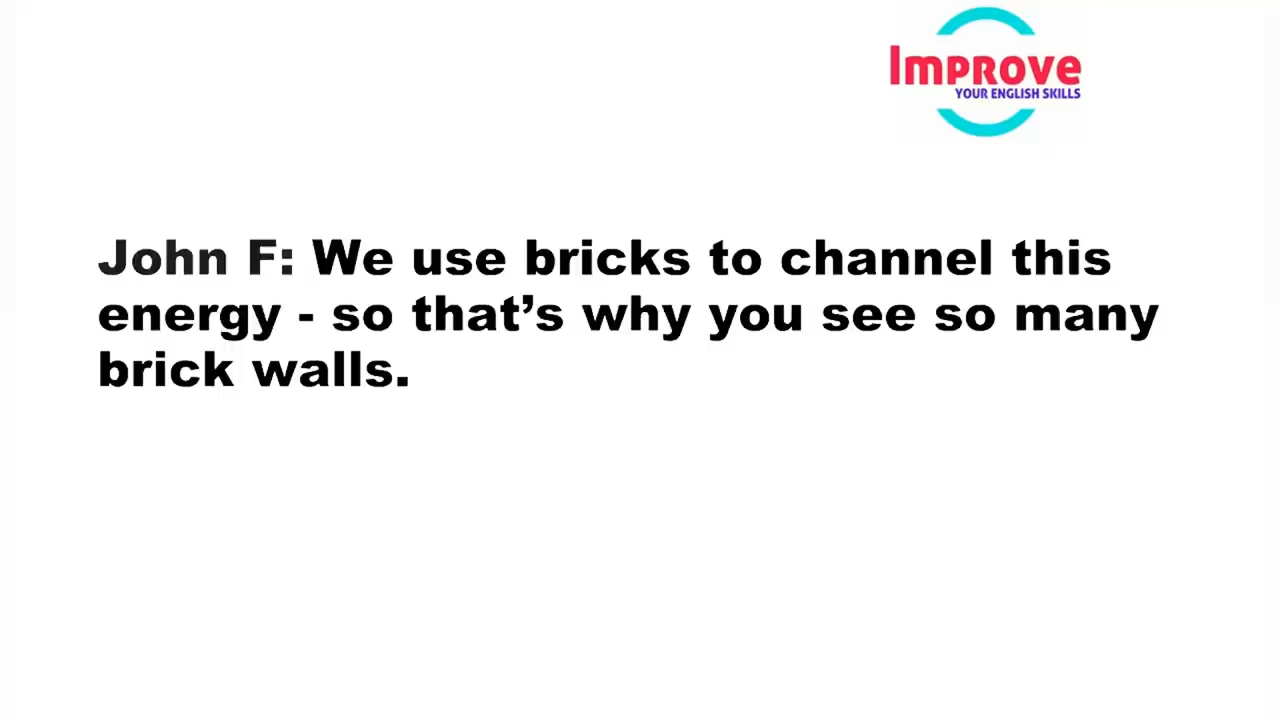 Improve
YOUR ENGLISH SKILLS
John F: We use bricks to channel this
energy - so that’s why you see so many
brick walls.